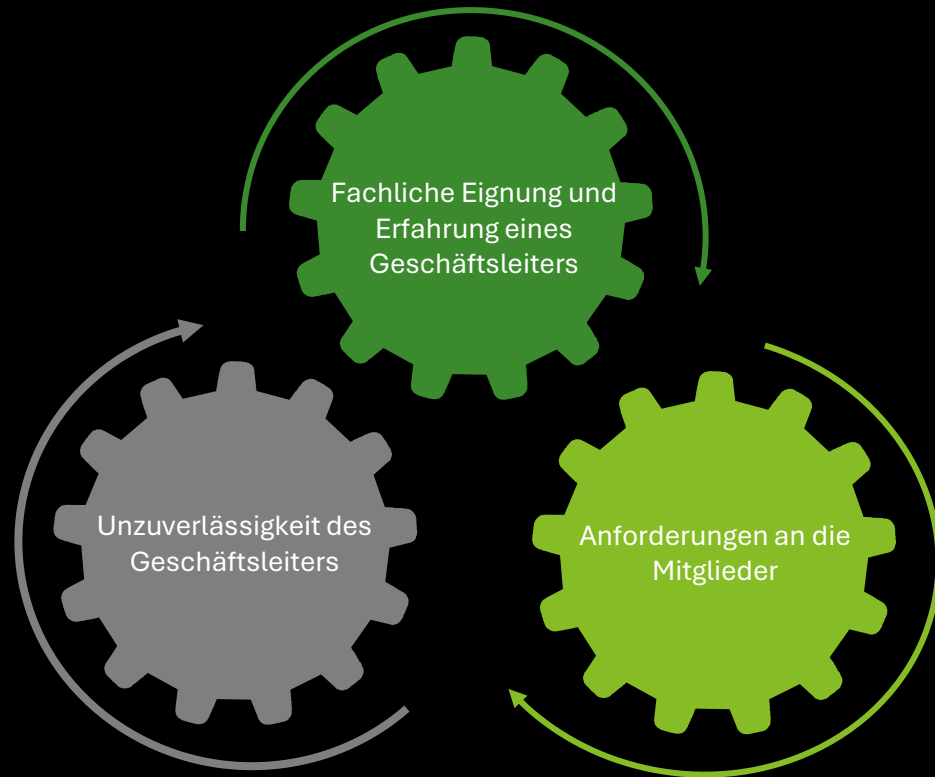 Fachliche Eignung und
Erfahrung eines
Geschäftsleiters
Unzuverlässigkeit des
Geschäftsleiters
Anforderungen an die
Mitglieder